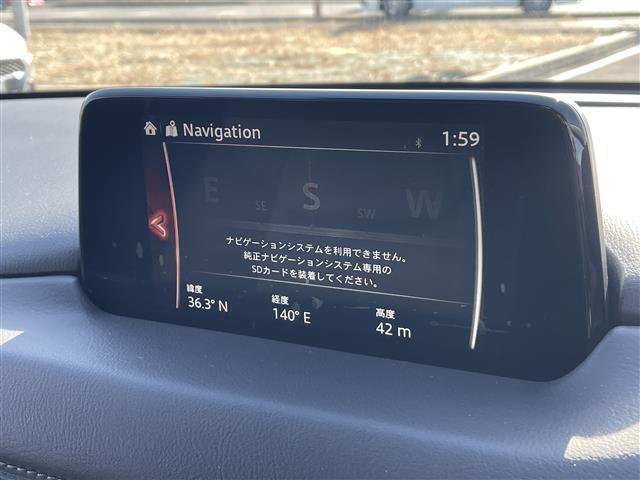 Navigation
1:59
E SE S SW W
ナビゲーションシステムを利用できません。
純正ナビゲーションシステム専用の
SDカードを装着してください。
緯度 経度 高度
36.3° N 140° E 42 m